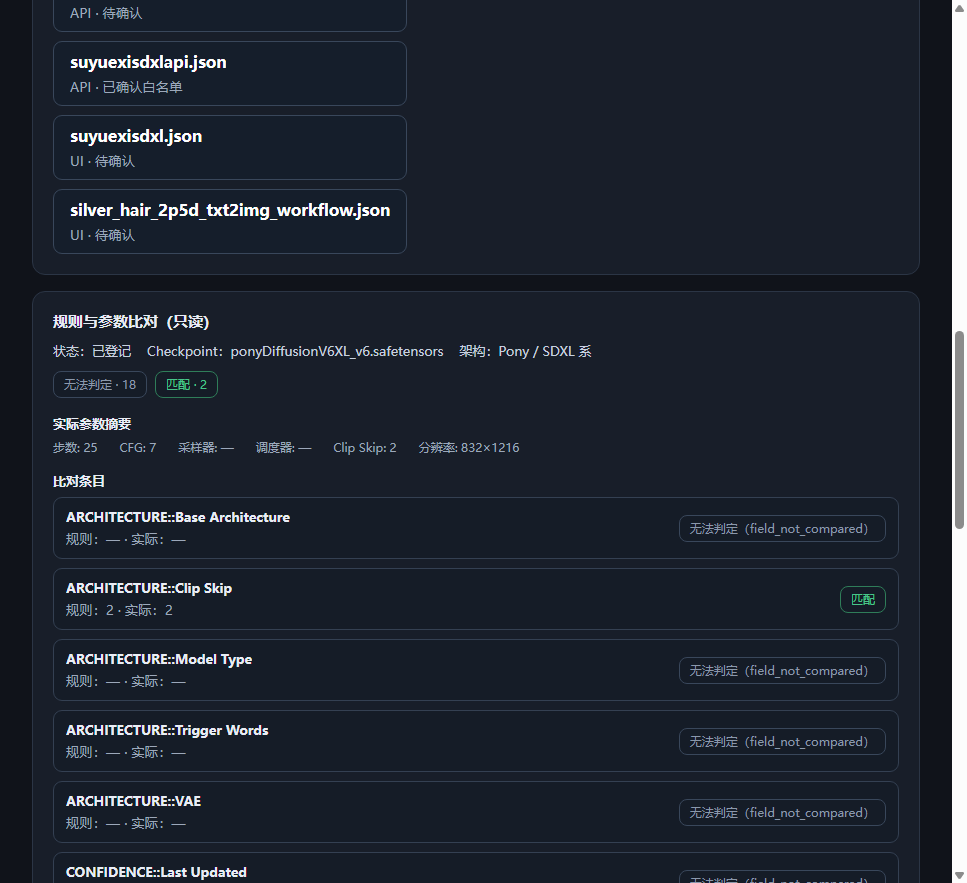 API · 待确认
suyuexisdxlapi.json
API · 已确认白名单
suyuexisdxl.json
UI · 待确认
silver_hair_2p5d_txt2img_workflow.json
UI · 待确认
规则与参数比对（只读）
状态：已登记 Checkpoint：ponyDiffusionV6XL_v6.safetensors 架构：Pony / SDXL 系
无法判定 · 18 匹配 · 2
实际参数摘要
步数: 25 CFG: 7 采样器: — 调度器: — Clip Skip: 2 分辨率: 832×1216
比对条目
ARCHITECTURE::Base Architecture
规则：— · 实际：—
无法判定（field_not_compared）
ARCHITECTURE::Clip Skip
规则：2 · 实际：2
匹配
ARCHITECTURE::Model Type
规则：— · 实际：—
无法判定（field_not_compared）
ARCHITECTURE::Trigger Words
规则：— · 实际：—
无法判定（field_not_compared）
ARCHITECTURE::VAE
规则：— · 实际：—
无法判定（field_not_compared）
CONFIDENCE::Last Updated
无法判定（field_not_compared）